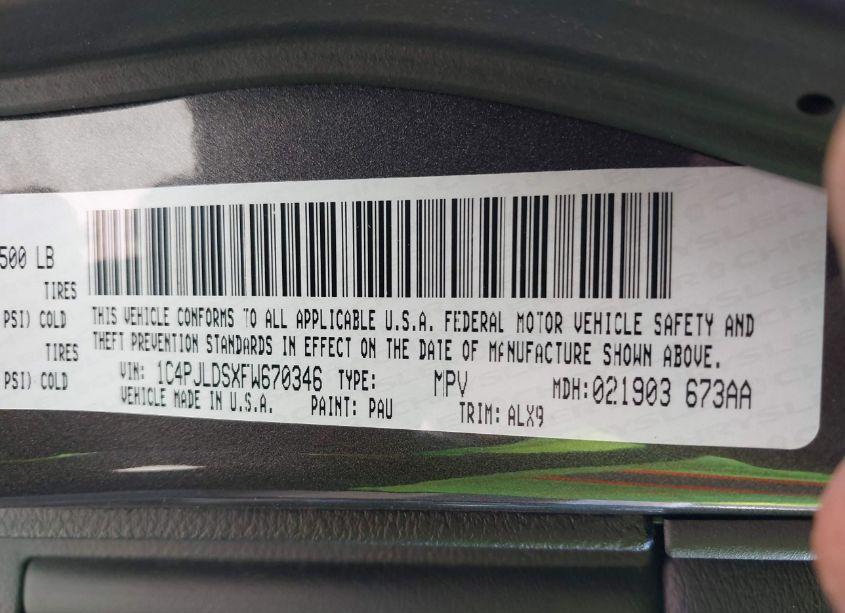 500 LB
TIRES
PSI) COLD
TIRES
PSI) COLD
THIS VEHICLE CONFORMS TO ALL APPLICABLE U.S.A. FEDERAL MOTOR VEHICLE SAFETY AND
THEFT PREVENTION STANDARDS IN EFFECT ON THE DATE OF MANUFACTURE SHOWN ABOVE.
VIN: 1C4PJLDSXFW670346 TYPE: MPV MDH:021903 673AA
VEHICLE MADE IN U.S.A. PAINT: PAU TRIM: ALX9